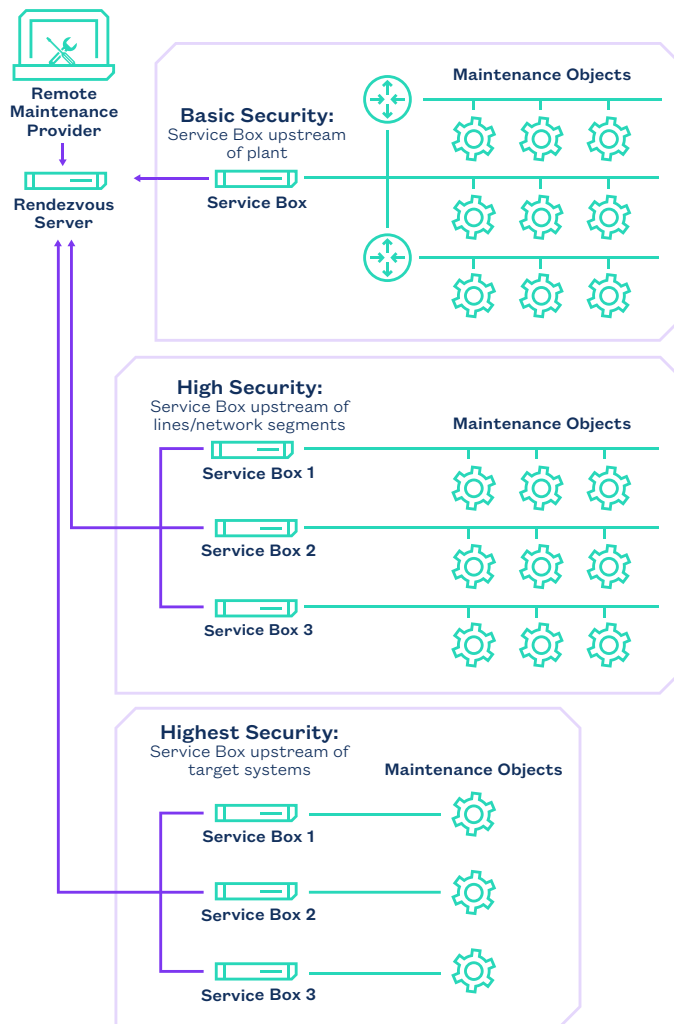 Remote
Maintenance
Provider
Rendezvous
Server
Basic Security:
Service Box upstream
of plant
Service Box
Maintenance Objects
High Security:
Service Box upstream of
lines/network segments
Maintenance Objects
Service Box 1
Service Box 2
Service Box 3
Highest Security:
Service Box upstream of
target systems
Maintenance Objects
Service Box 1
Service Box 2
Service Box 3